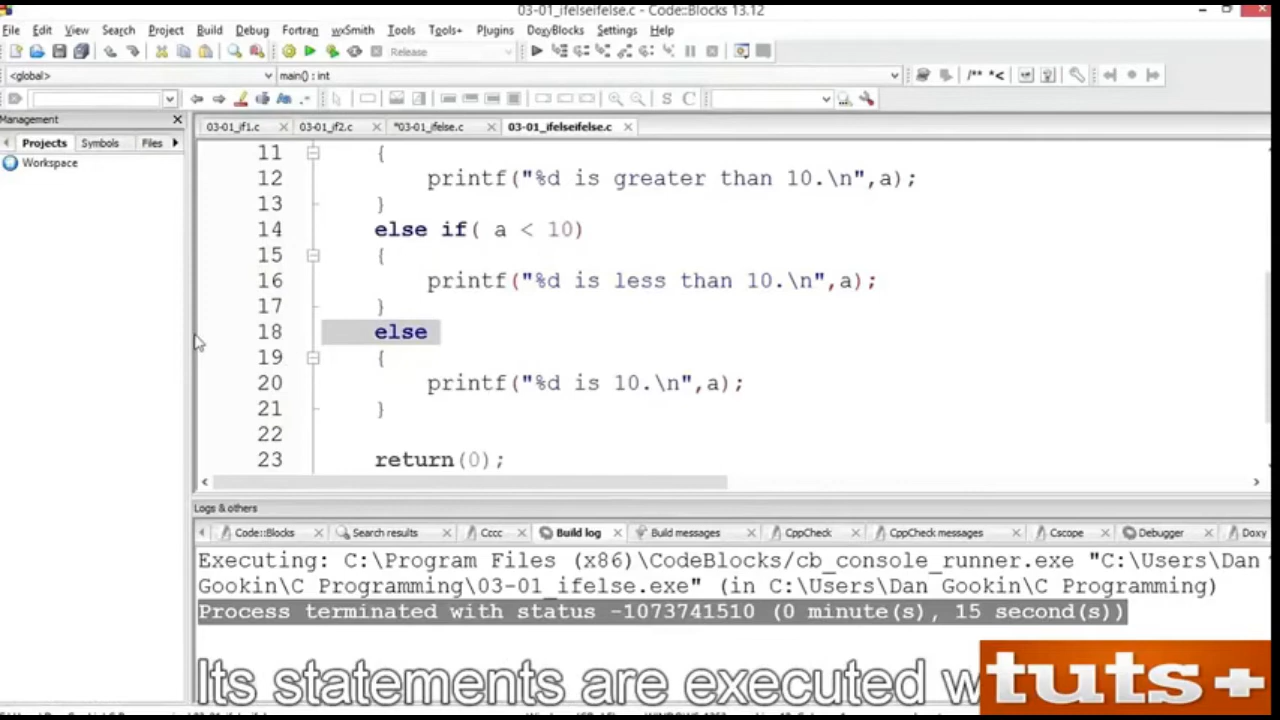 03-01_ifelseifelse.c - Code::Blocks 13.12
File Edit View Search Project Build Debug Fortran wxSmith Tools Tools+ Plugins DoxyBlocks Settings Help
Release
<global> main() : int /** *<
S C
Management
03-01_if1.c 03-01_if2.c *03-01_ifelse.c 03-01_ifelseifelse.c
Projects Symbols Files
Workspace
11 {
12 printf("%d is greater than 10.\n",a);
13 }
14 else if( a < 10)
15 {
16 printf("%d is less than 10.\n",a);
17 }
18 else
19 {
20 printf("%d is 10.\n",a);
21 }
22
23 return(0);
Logs & others
Code::Blocks Search results Cccc Build log Build messages CppCheck CppCheck messages Cscope Debugger Doxy
Executing: C:\Program Files (x86)\CodeBlocks/cb_console_runner.exe "C:\Users\Dan
Gookin\C Programming\03-01_ifelse.exe" (in C:\Users\Dan Gookin\C Programming)
Process terminated with status -1073741510 (0 minute(s), 15 second(s))
Its statements are executed w
tuts+